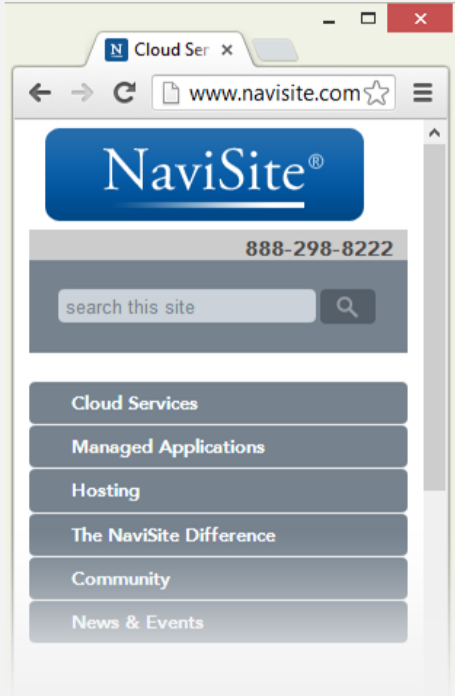 N Cloud Ser
www.navisite.com
NaviSite®
888-298-8222
search this site
Cloud Services
Managed Applications
Hosting
The NaviSite Difference
Community
News & Events